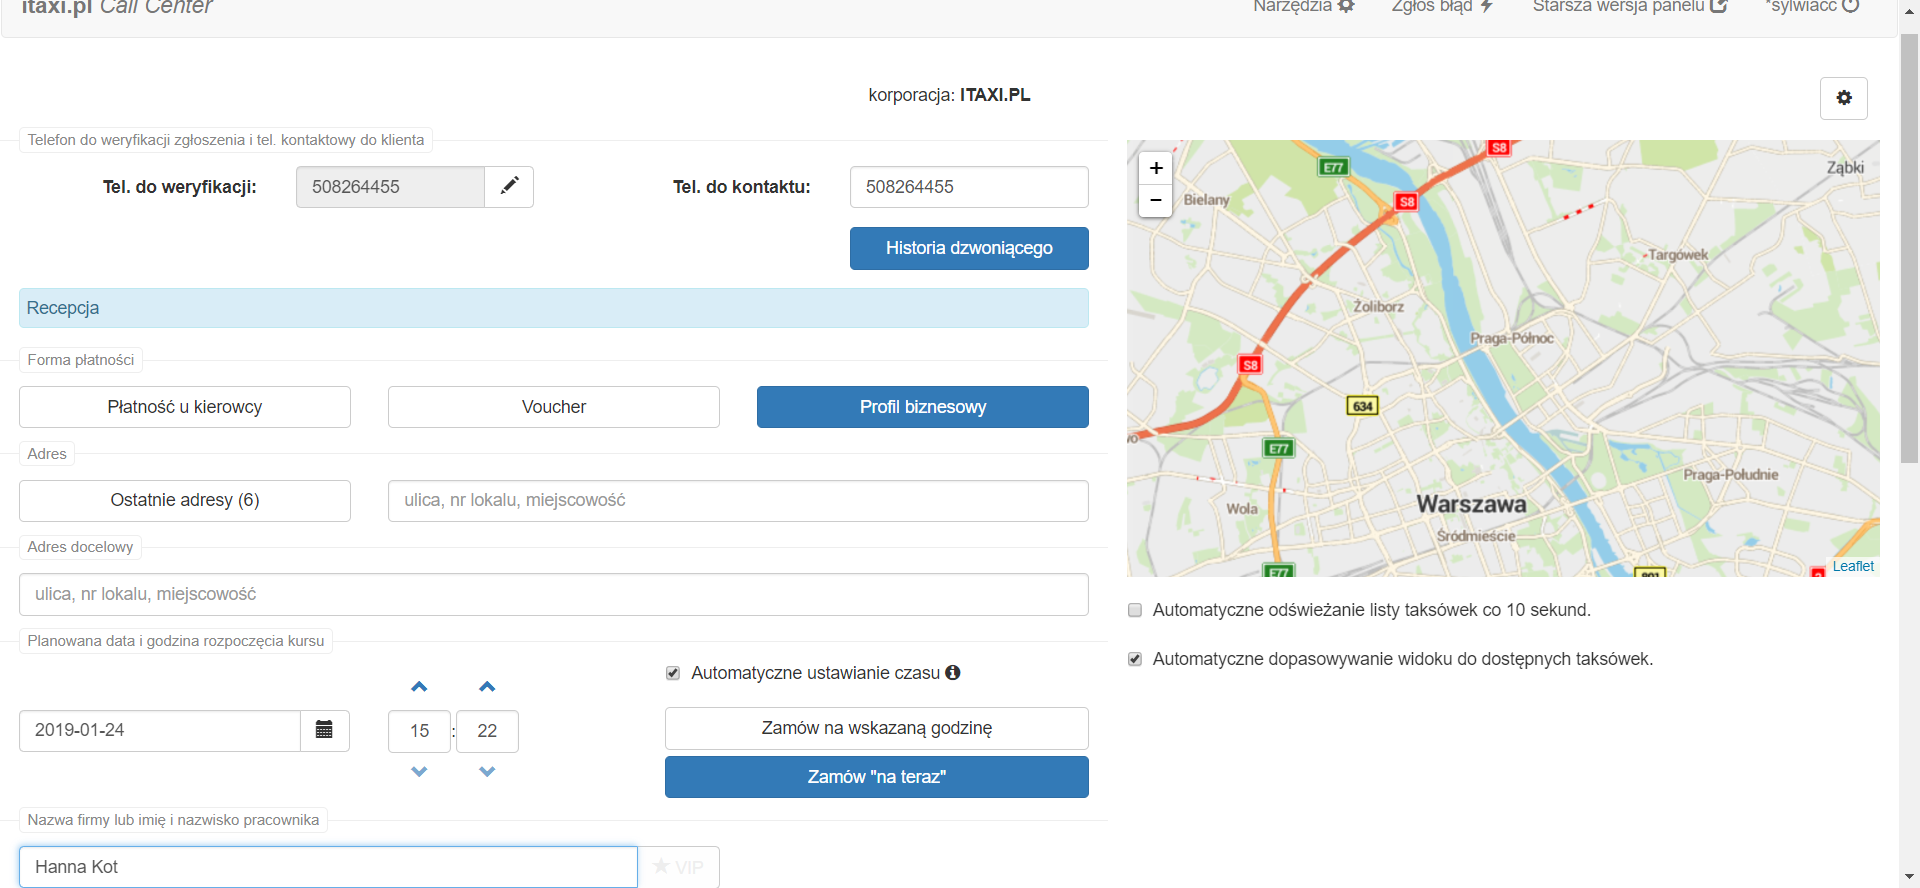 itaxi.pl Call Center
Narzędzia
Zgłoś błąd
Starsza wersja panelu
*sylwiacc
korporacja: ITAXI.PL
Telefon do weryfikacji zgłoszenia i tel. kontaktowy do klienta
Tel. do weryfikacji:
508264455
Tel. do kontaktu:
508264455
Historia dzwoniącego
Recepcja
Forma płatności
Płatność u kierowcy
Voucher
Profil biznesowy
Adres
Ostatnie adresy (6)
ulica, nr lokalu, miejscowość
Adres docelowy
ulica, nr lokalu, miejscowość
Planowana data i godzina rozpoczęcia kursu
Automatyczne ustawianie czasu
2019-01-24
15
:
22
Zamów na wskazaną godzinę
Zamów "na teraz"
Nazwa firmy lub imię i nazwisko pracownika
Hanna Kot
VIP
+
−
S8
E77
Ząbki
Bielany
S8
Targówek
Żoliborz
Praga-Północ
S8
634
E77
Praga-Południe
Warszawa
Wola
Śródmieście
E77
801
Leaflet
Automatyczne odświeżanie listy taksówek co 10 sekund.
Automatyczne dopasowywanie widoku do dostępnych taksówek.